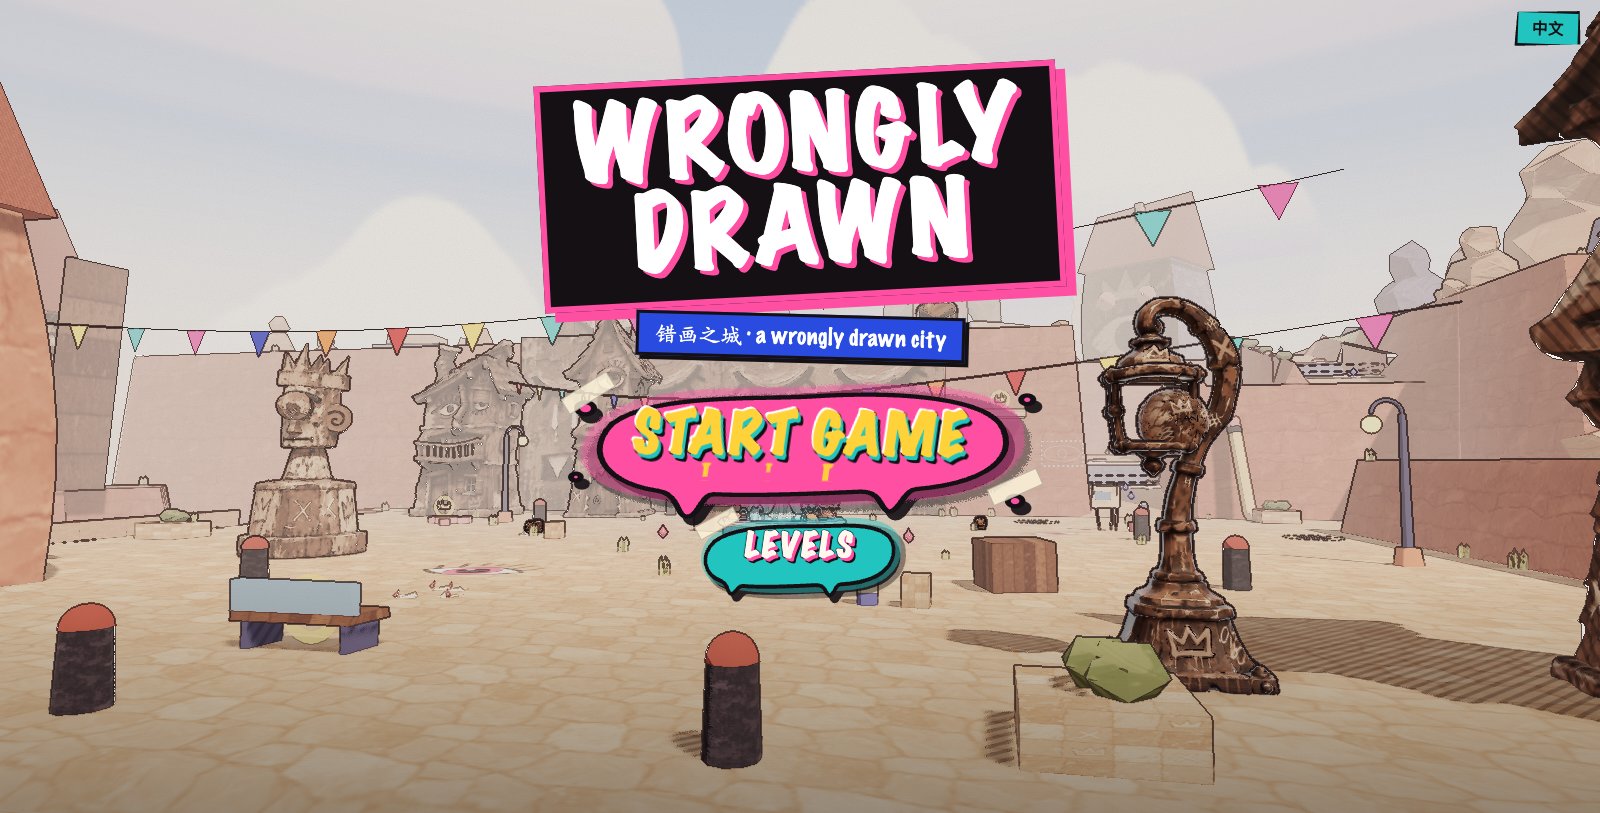 中文
WRONGLY
DRAWN
错画之城 · a wrongly drawn city
START GAME
LEVELS